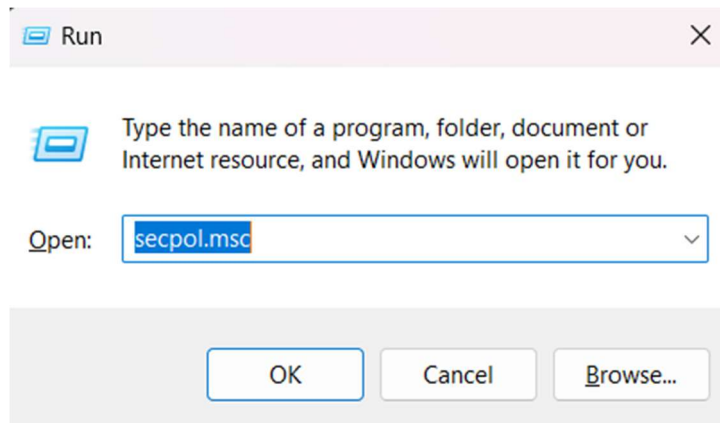 Run
Type the name of a program, folder, document or
Internet resource, and Windows will open it for you.
Open: secpol.msc
OK Cancel Browse...